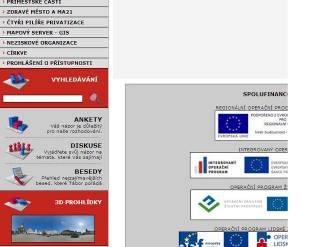 PŘÍMĚSTSKÉ ČÁSTI
ZDRAVÉ MĚSTO A MA21
ČTYŘI PILÍŘE PRIVATIZACE
MAPOVÝ SERVER - GIS
NEZISKOVÉ ORGANIZACE
CÍRKVE
PROHLÁŠENÍ O PŘÍSTUPNOSTI
VYHLEDÁVÁNÍ
ANKETY
Váš názor je důležitý
pro naše rozhodování.
DISKUSE
Vyjádřete svůj názor na
témata, která vás zajímají
BESEDY
Přehled nejzajímavějších
besed, které Tábor pořádá
3D PROHLÍDKY
SPOLUFINANC
REGIONÁLNÍ OPERAČNÍ PROG
EVROPSKÁ UNIE
INTEGROVANÝ OPER
INTEGROVANÝ
OPERAČNÍ
PROGRAM
OPERAČNÍ PROGRAM Ž
OPERAČNÍ PROGRAM
ŽIVOTNÍ PROSTŘEDÍ
OPERAČNÍ PROGRAM LIDSKÉ
OPER
LIDSK